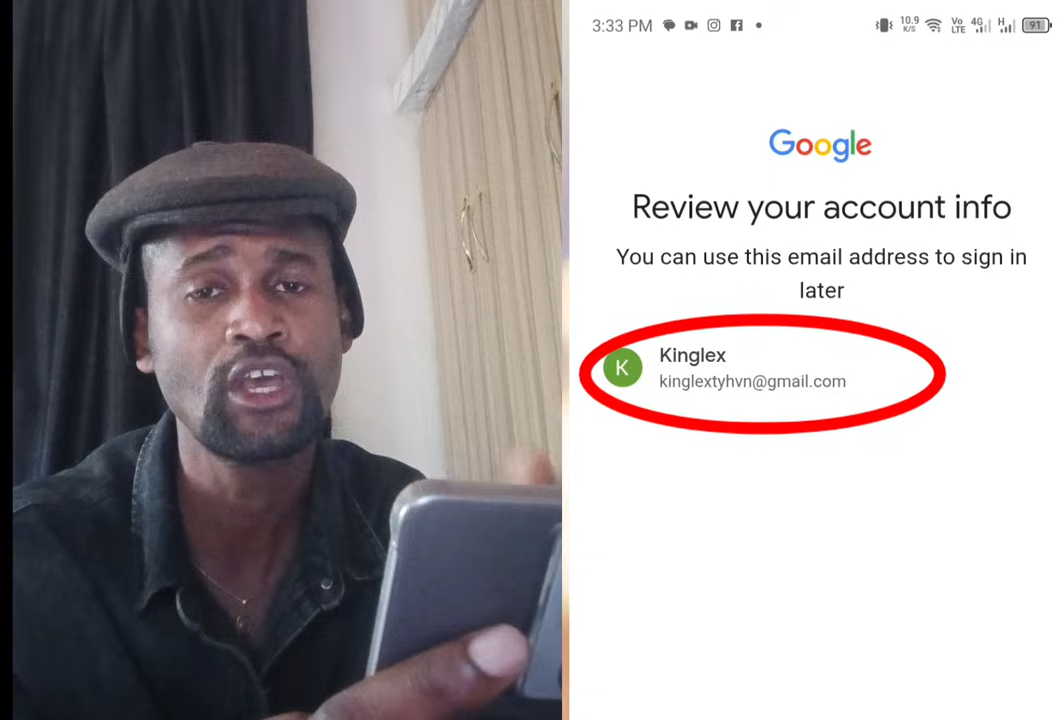 3:33 PM
10.9
K/S
Vo
LTE
4G
H
91
Google
Review your account info
You can use this email address to sign in
later
K
Kinglex
kinglextyhvn@gmail.com